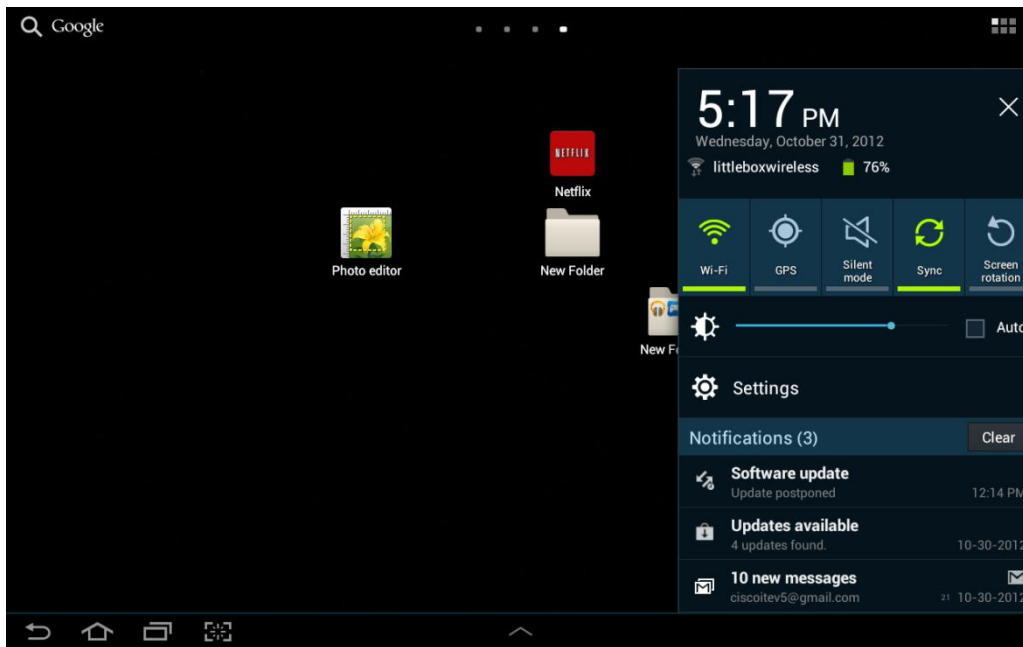 Google
NETFLIX
Netflix
Photo editor
New Folder
New Fo
5:17 PM
Wednesday, October 31, 2012
littleboxwireless 76%
Wi-Fi
GPS
Silent mode
Sync
Screen rotation
Auto
Settings
Notifications (3) Clear
Software update
Update postponed 12:14 PM
Updates available
4 updates found. 10-30-2012
10 new messages
ciscoitev5@gmail.com 21 10-30-2012